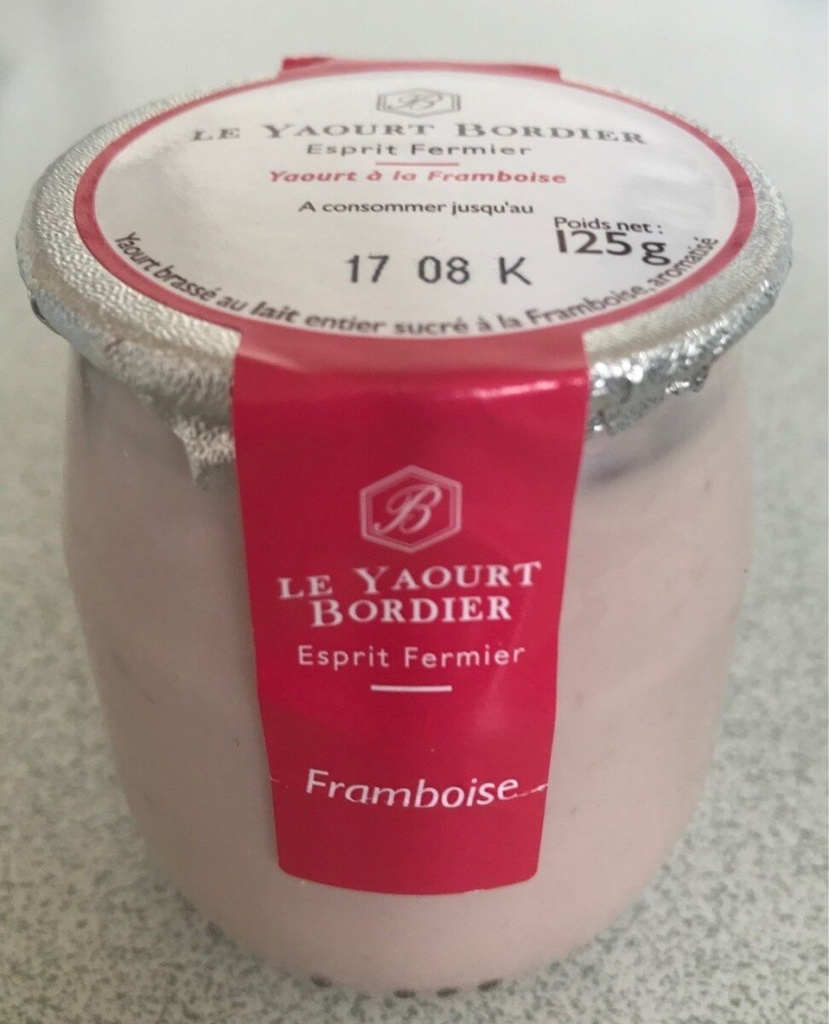 B
LE YAOURT BORDIER
Esprit Fermier
Yaourt à la Framboise
A consommer jusqu'au
Poids net :
125g
17 08 K
Yaourt brassé au lait entier sucré à la Framboise, aromatisé
B
LE YAOURT
BORDIER
Esprit Fermier
Framboise